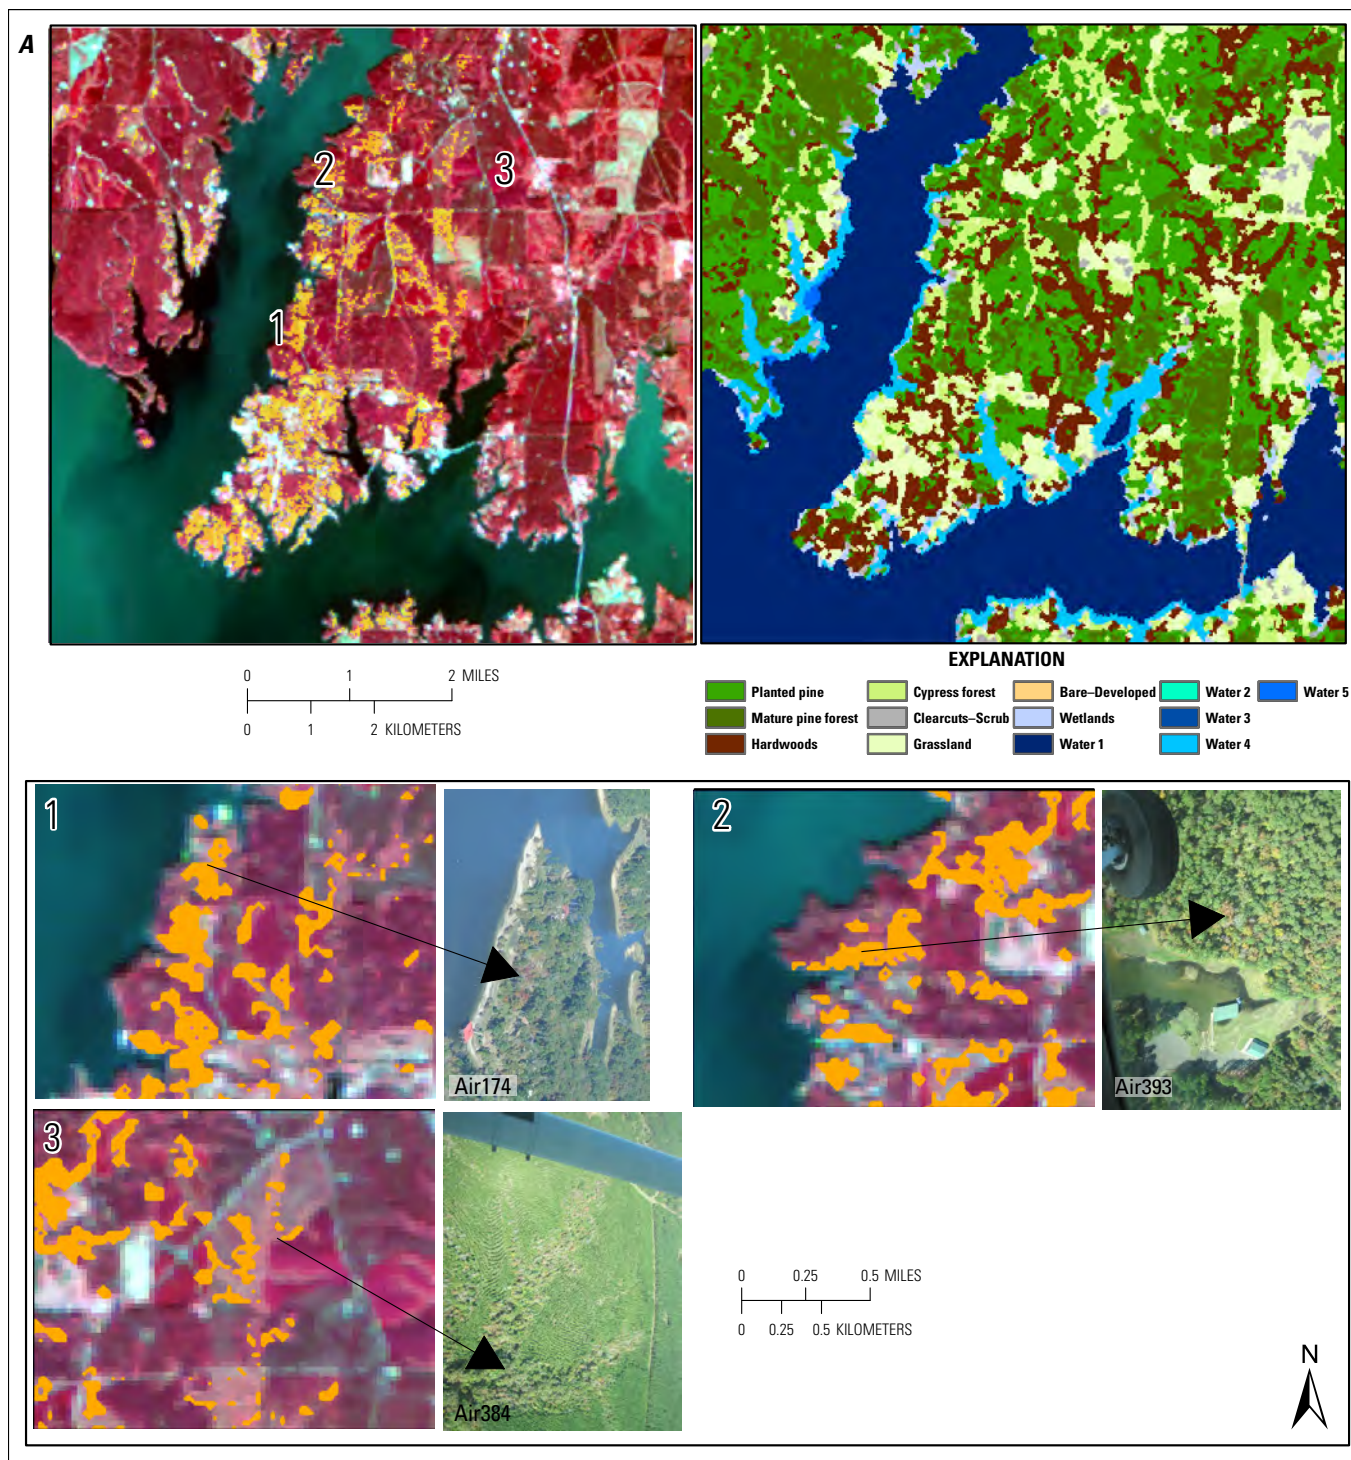 A
2
3
1
0 1 2 MILES
0 1 2 KILOMETERS
EXPLANATION
Planted pine
Mature pine forest
Hardwoods
Cypress forest
Clearcuts–Scrub
Grassland
Bare–Developed
Wetlands
Water 1
Water 2
Water 3
Water 4
Water 5
1
Air174
2
Air393
3
Air384
0 0.25 0.5 MILES
0 0.25 0.5 KILOMETERS
N